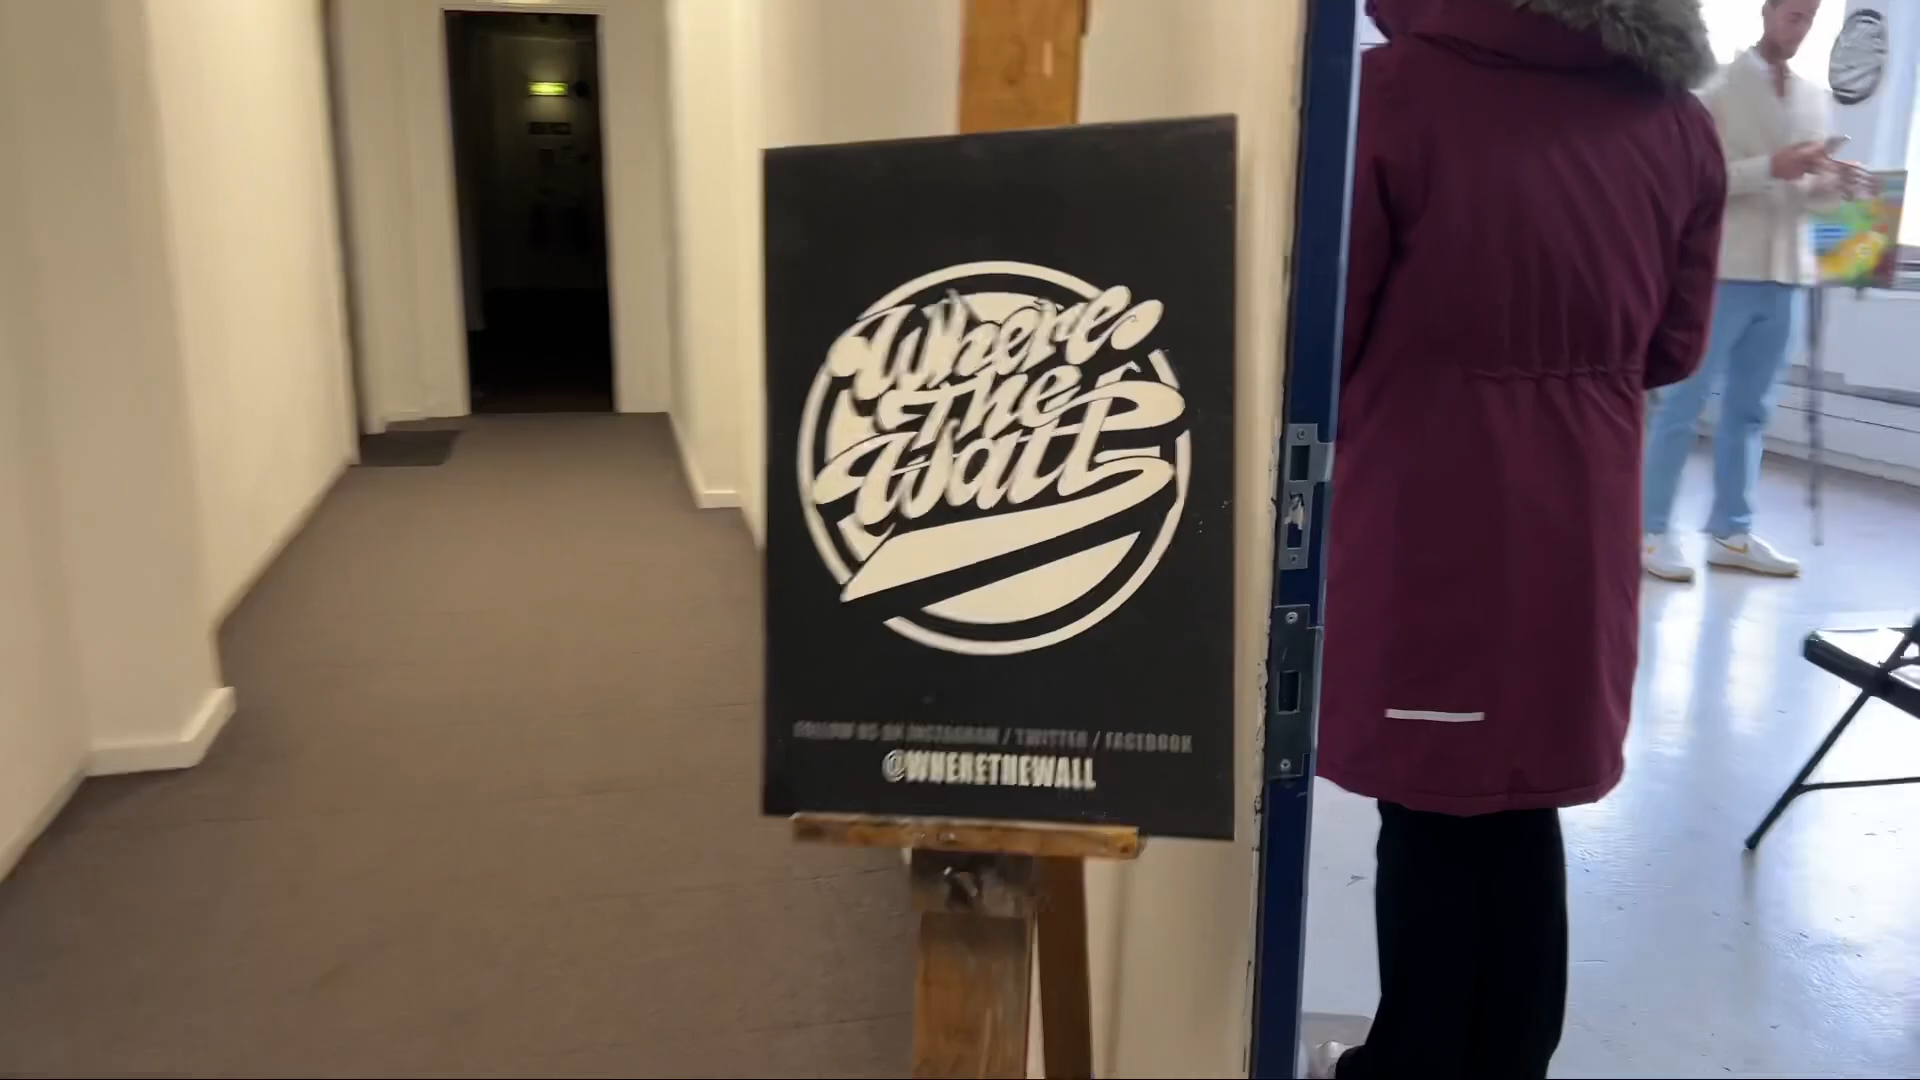 Where
The
Wall
FOLLOW US ON INSTAGRAM / TWITTER / FACEBOOK
@WHERETHEWALL